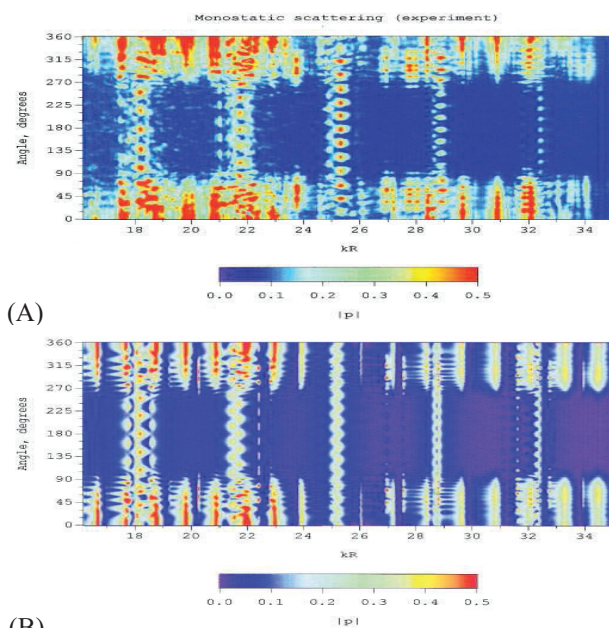 Monostatic scattering (experiment)
360
315
270
225
180
135
90
45
0
Angle, degrees
18 20 22 24 26 28 30 32 34
kR
0.0 0.1 0.2 0.3 0.4 0.5
|p|
(A)
360
315
270
225
180
135
90
45
0
Angle, degrees
18 20 22 24 26 28 30 32 34
kR
0.0 0.1 0.2 0.3 0.4 0.5
|p|
(B)